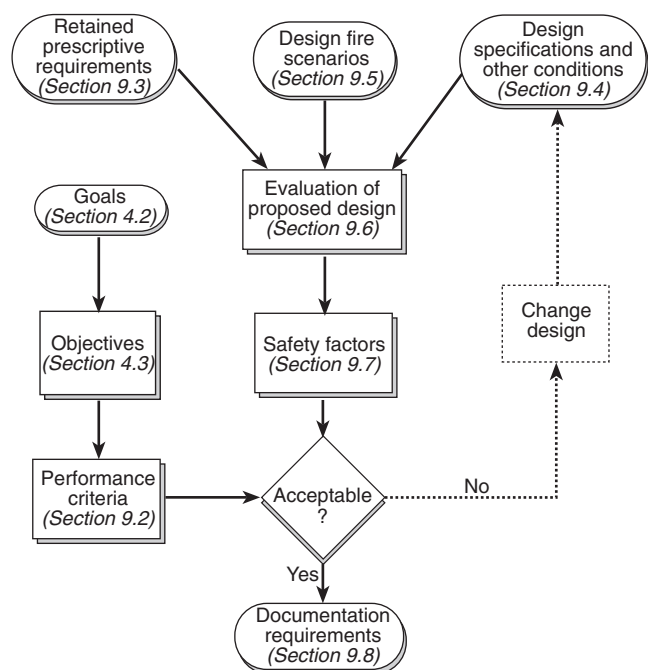 Retained
prescriptive
requirements
(Section 9.3)
Design fire
scenarios
(Section 9.5)
Design
specifications and
other conditions
(Section 9.4)
Goals
(Section 4.2)
Evaluation of
proposed design
(Section 9.6)
Change
design
Objectives
(Section 4.3)
Safety factors
(Section 9.7)
Performance
criteria
(Section 9.2)
Acceptable
?
No
Yes
Documentation
requirements
(Section 9.8)